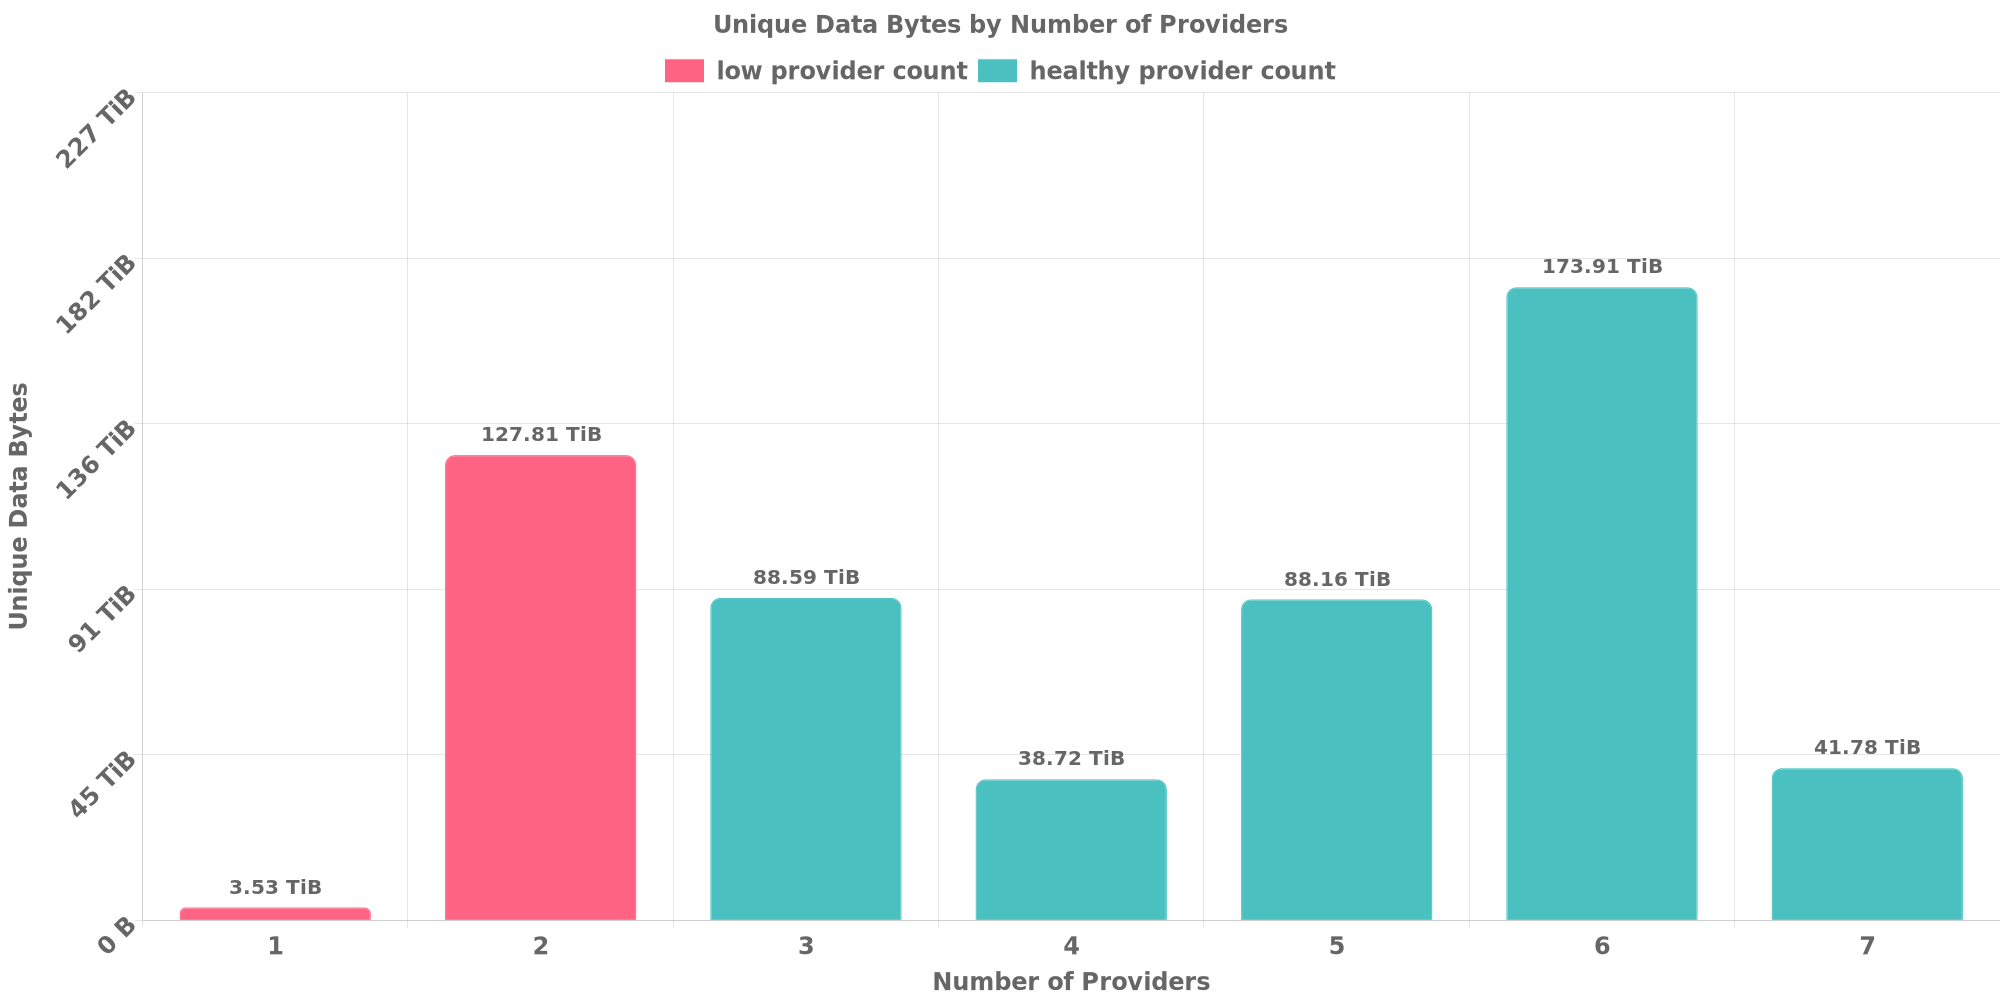 Unique Data Bytes by Number of Providers
low provider count healthy provider count
227 TiB
182 TiB
136 TiB
91 TiB
45 TiB
0 B
Unique Data Bytes
3.53 TiB
127.81 TiB
88.59 TiB
38.72 TiB
88.16 TiB
173.91 TiB
41.78 TiB
1 2 3 4 5 6 7
Number of Providers